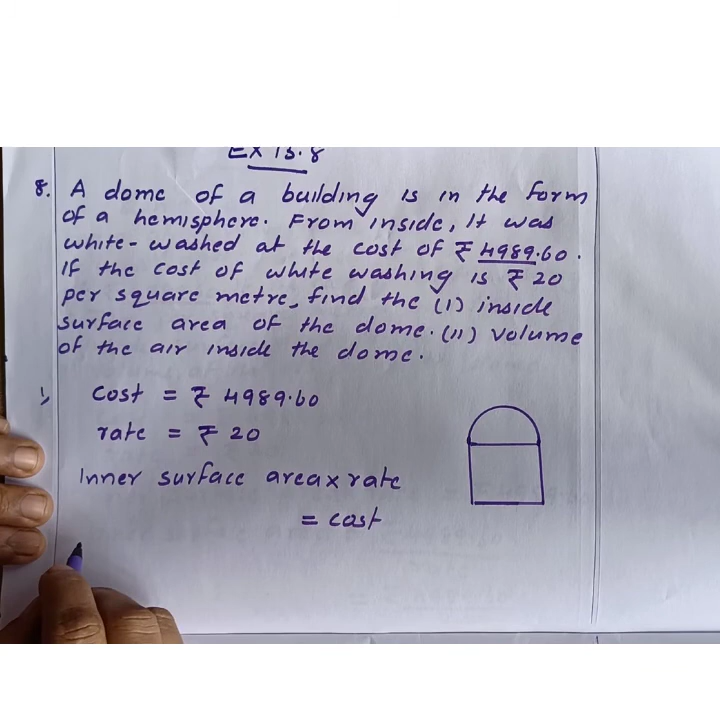 Ex 13.8
8. A dome of a building is in the form
of a hemisphere. From inside, It was
white-washed at the cost of ₹ 4989.60.
If the cost of white washing is ₹ 20
per square metre, find the (i) inside
surface area of the dome. (ii) volume
of the air inside the dome.
i, cost = ₹ 4989.60
rate = ₹ 20
Inner surface area x rate
= cost